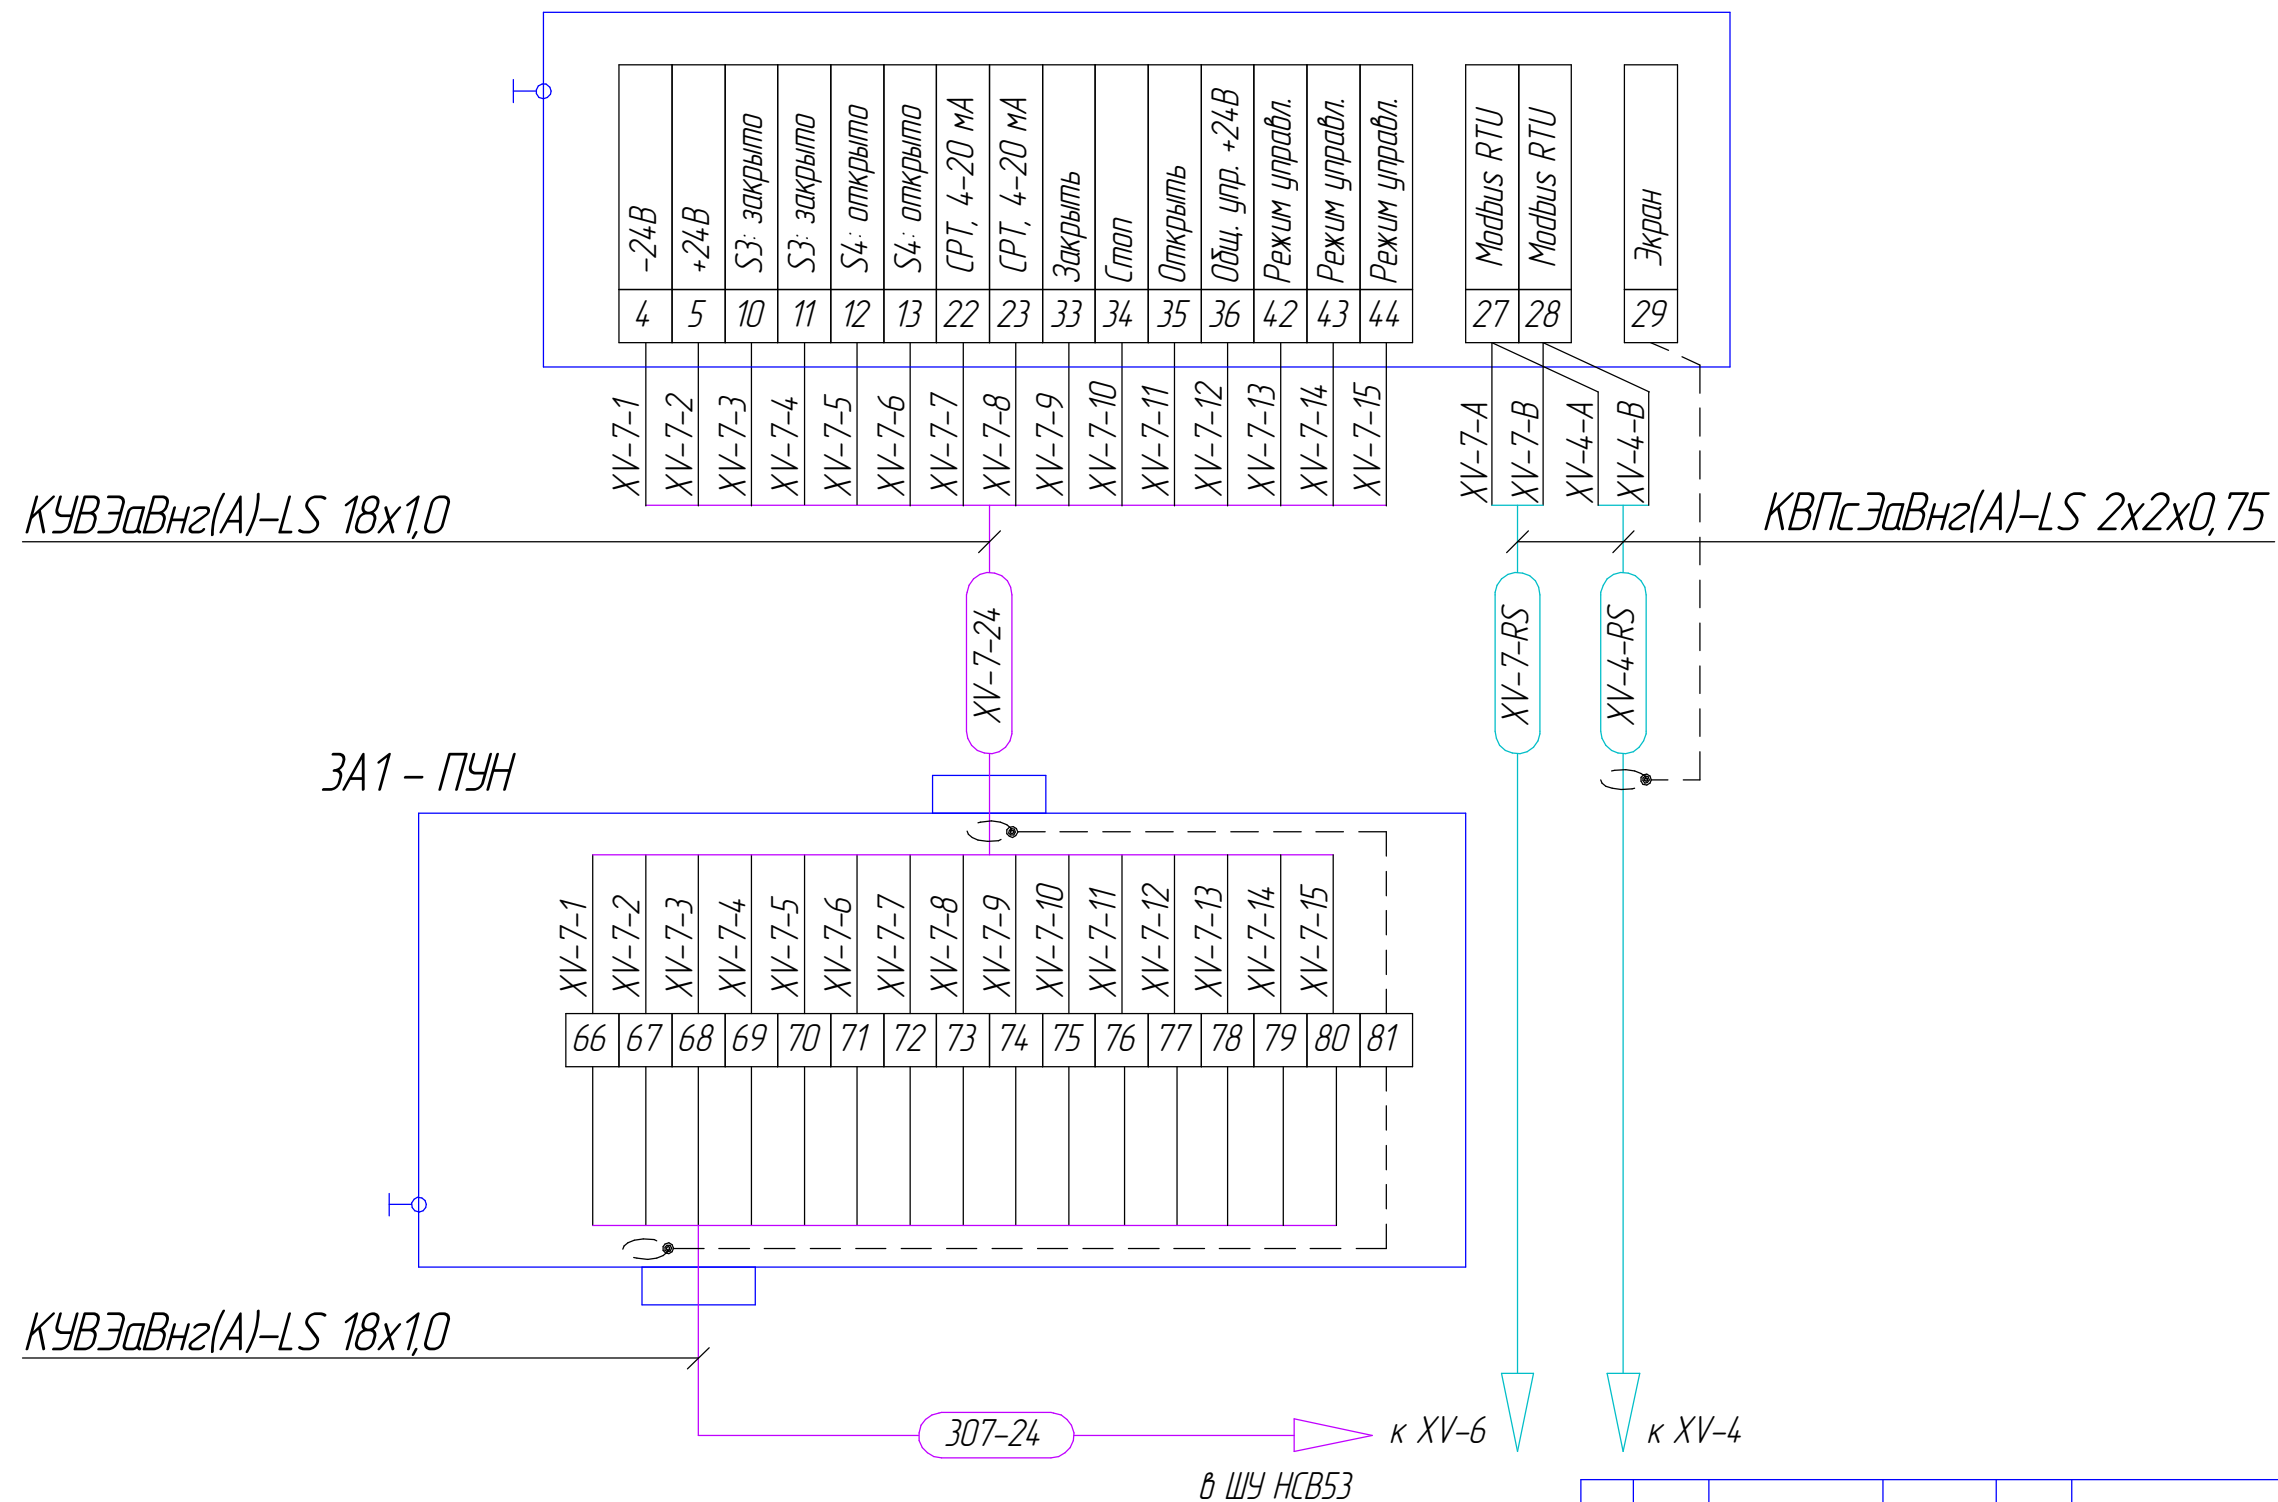 -24В
+24В
S3: закрыто
S3: закрыто
S4: открыто
S4: открыто
CPT, 4-20 мА
CPT, 4-20 мА
Закрыть
Стоп
Открыть
Общ. упр. +24В
Режим управл.
Режим управл.
Режим управл.
Modbus RTU
Modbus RTU
Экран
4 5 10 11 12 13 22 23 33 34 35 36 42 43 44 27 28 29
XV-7-1
XV-7-2
XV-7-3
XV-7-4
XV-7-5
XV-7-6
XV-7-7
XV-7-8
XV-7-9
XV-7-10
XV-7-11
XV-7-12
XV-7-13
XV-7-14
XV-7-15
XV-7-A
XV-7-B
XV-4-A
XV-4-B
КУВЭаВнг(А)-LS 18х1,0
КВПсЭаВнг(А)-LS 2х2х0,75
XV-7-24
XV-7-RS
XV-4-RS
ЗА1 - ПУН
XV-7-1
XV-7-2
XV-7-3
XV-7-4
XV-7-5
XV-7-6
XV-7-7
XV-7-8
XV-7-9
XV-7-10
XV-7-11
XV-7-12
XV-7-13
XV-7-14
XV-7-15
66 67 68 69 70 71 72 73 74 75 76 77 78 79 80 81
КУВЭаВнг(А)-LS 18х1,0
307-24
к XV-6
к XV-4
в ШУ НСВ53